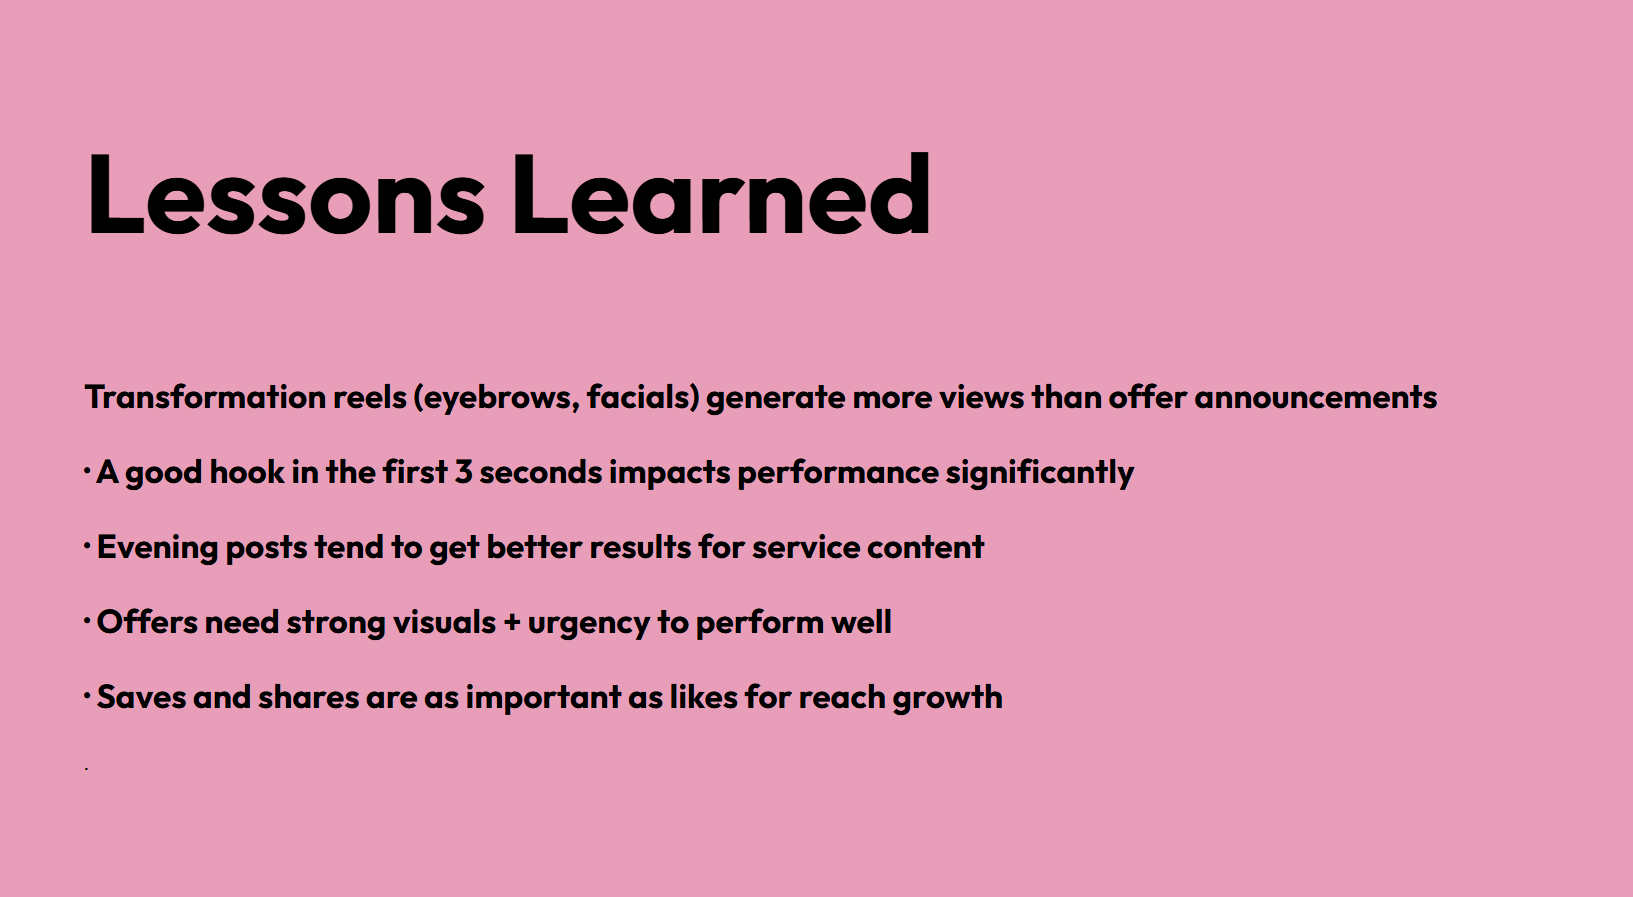 Lessons Learned
Transformation reels (eyebrows, facials) generate more views than offer announcements
• A good hook in the first 3 seconds impacts performance significantly
• Evening posts tend to get better results for service content
• Offers need strong visuals + urgency to perform well
• Saves and shares are as important as likes for reach growth
.